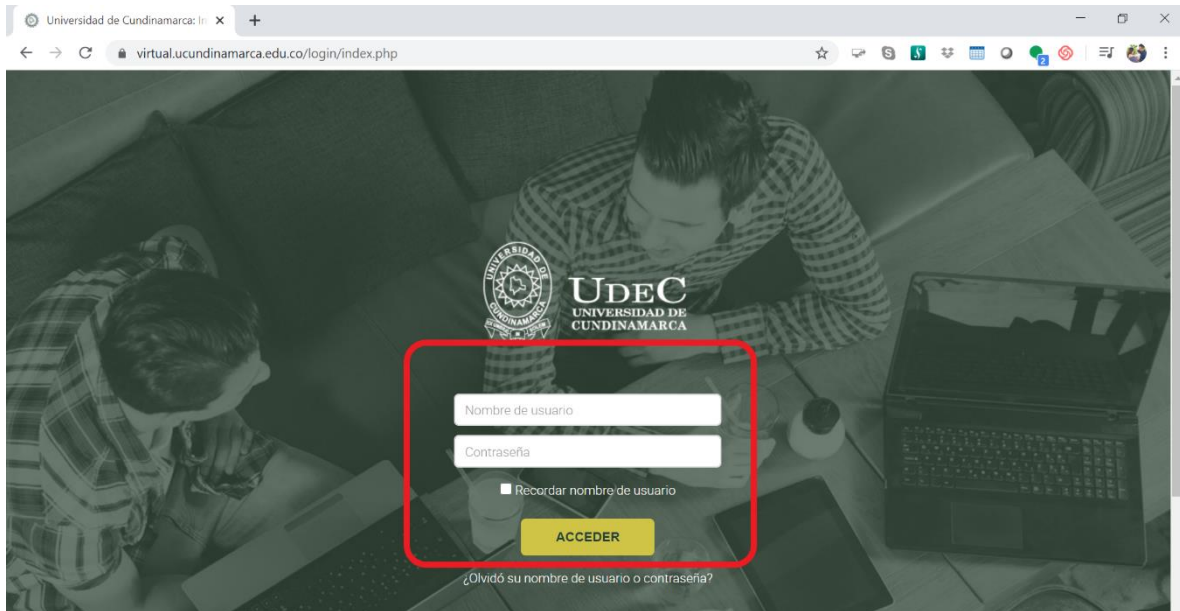 Universidad de Cundinamarca: In
virtual.ucundinamarca.edu.co/login/index.php
2
UNIVERSIDAD DE
CUNDINAMARCA
UDEC
UNIVERSIDAD DE
CUNDINAMARCA
Nombre de usuario
Contraseña
Recordar nombre de usuario
ACCEDER
¿Olvidó su nombre de usuario o contraseña?